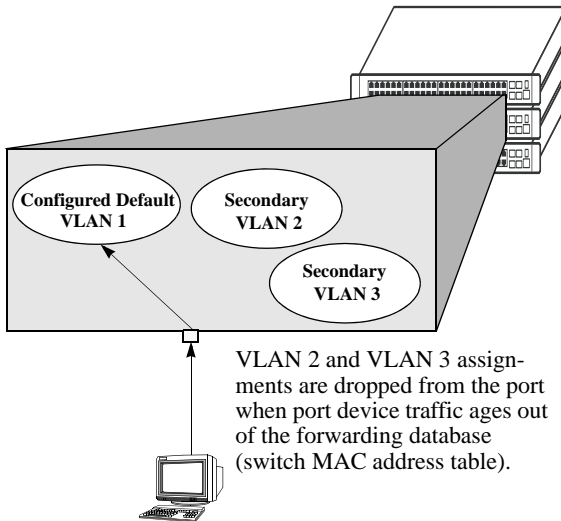 Configured Default
VLAN 1
Secondary
VLAN 2
Secondary
VLAN 3
VLAN 2 and VLAN 3 assign-
ments are dropped from the port
when port device traffic ages out
of the forwarding database
(switch MAC address table).